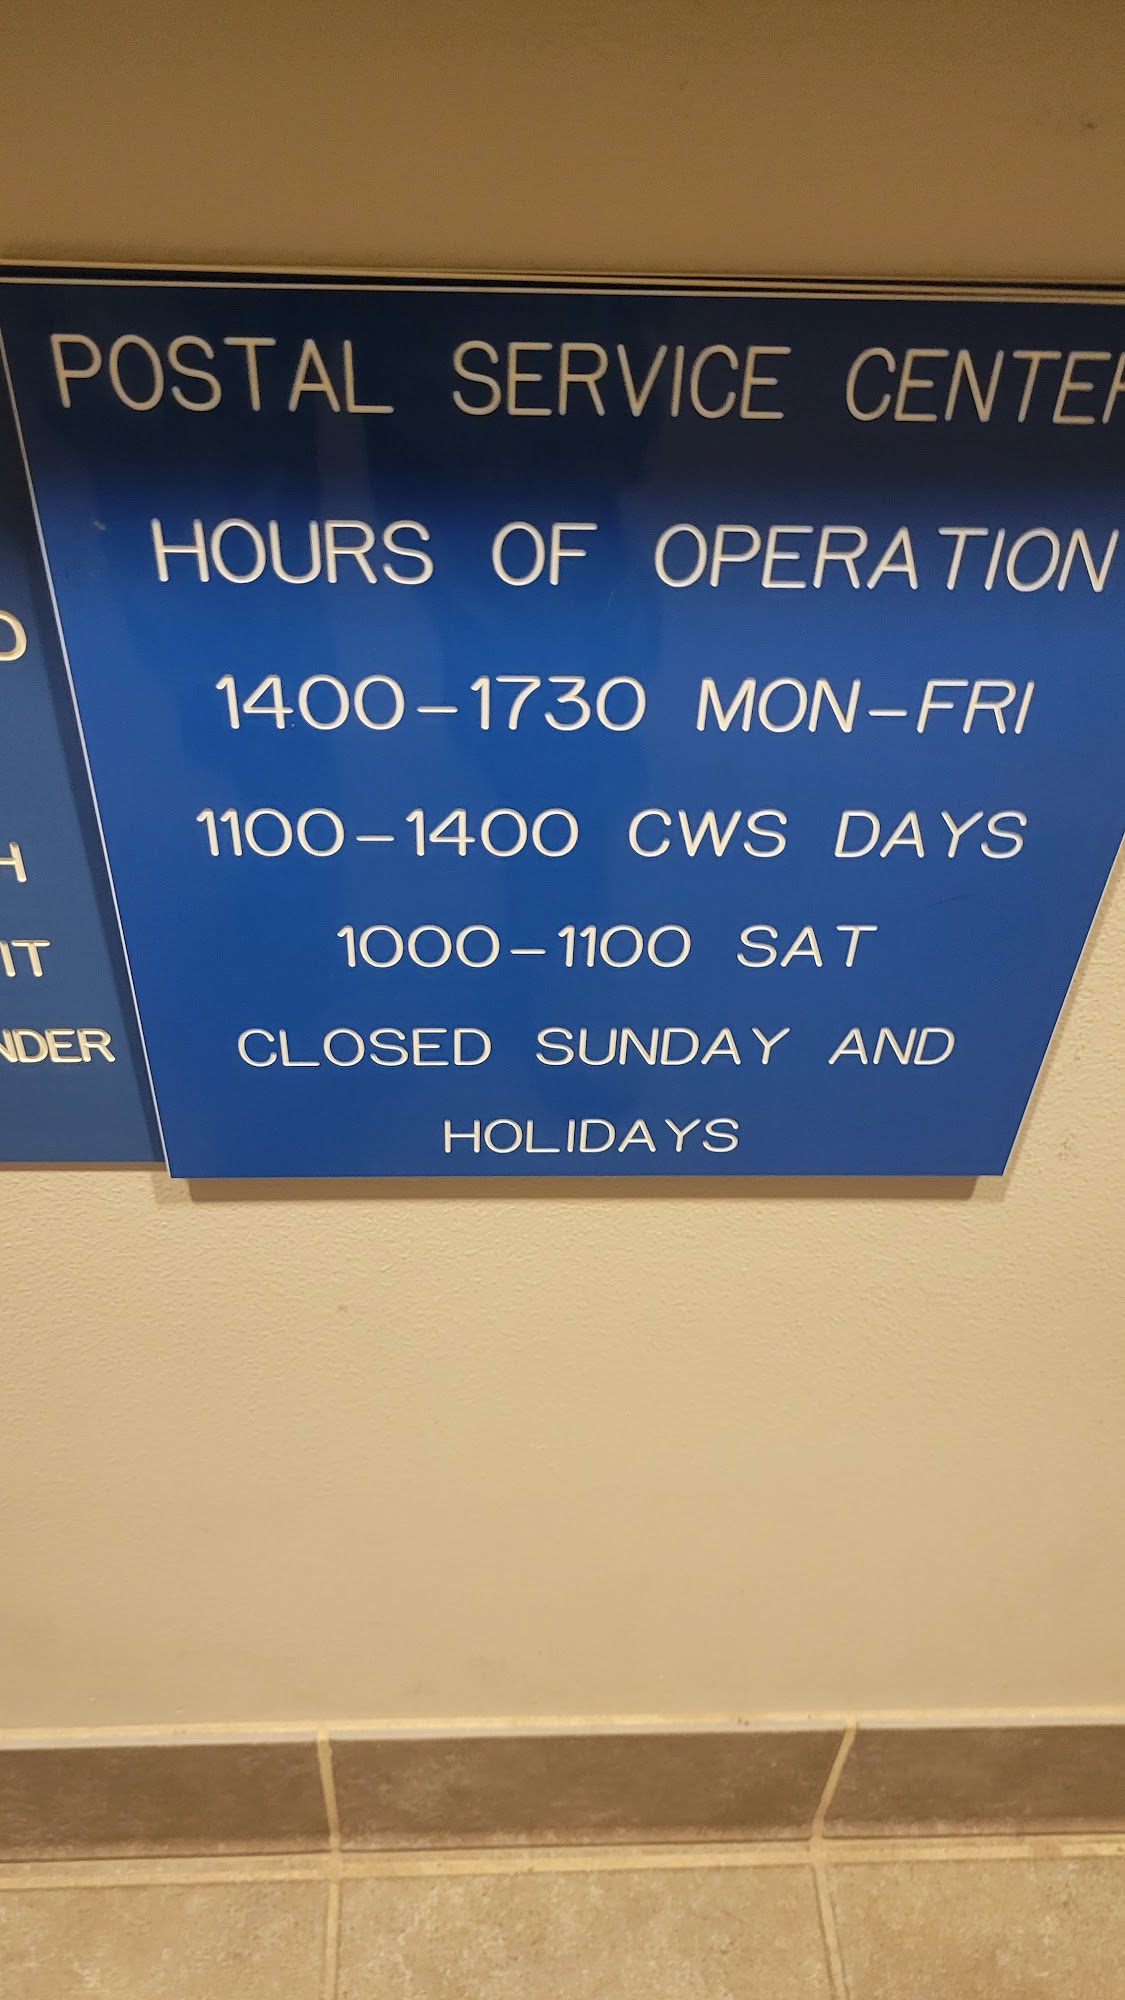 POSTAL SERVICE CENTER
HOURS OF OPERATION
1400-1730 MON-FRI
1100-1400 CWS DAYS
1000-1100 SAT
CLOSED SUNDAY AND
HOLIDAYS